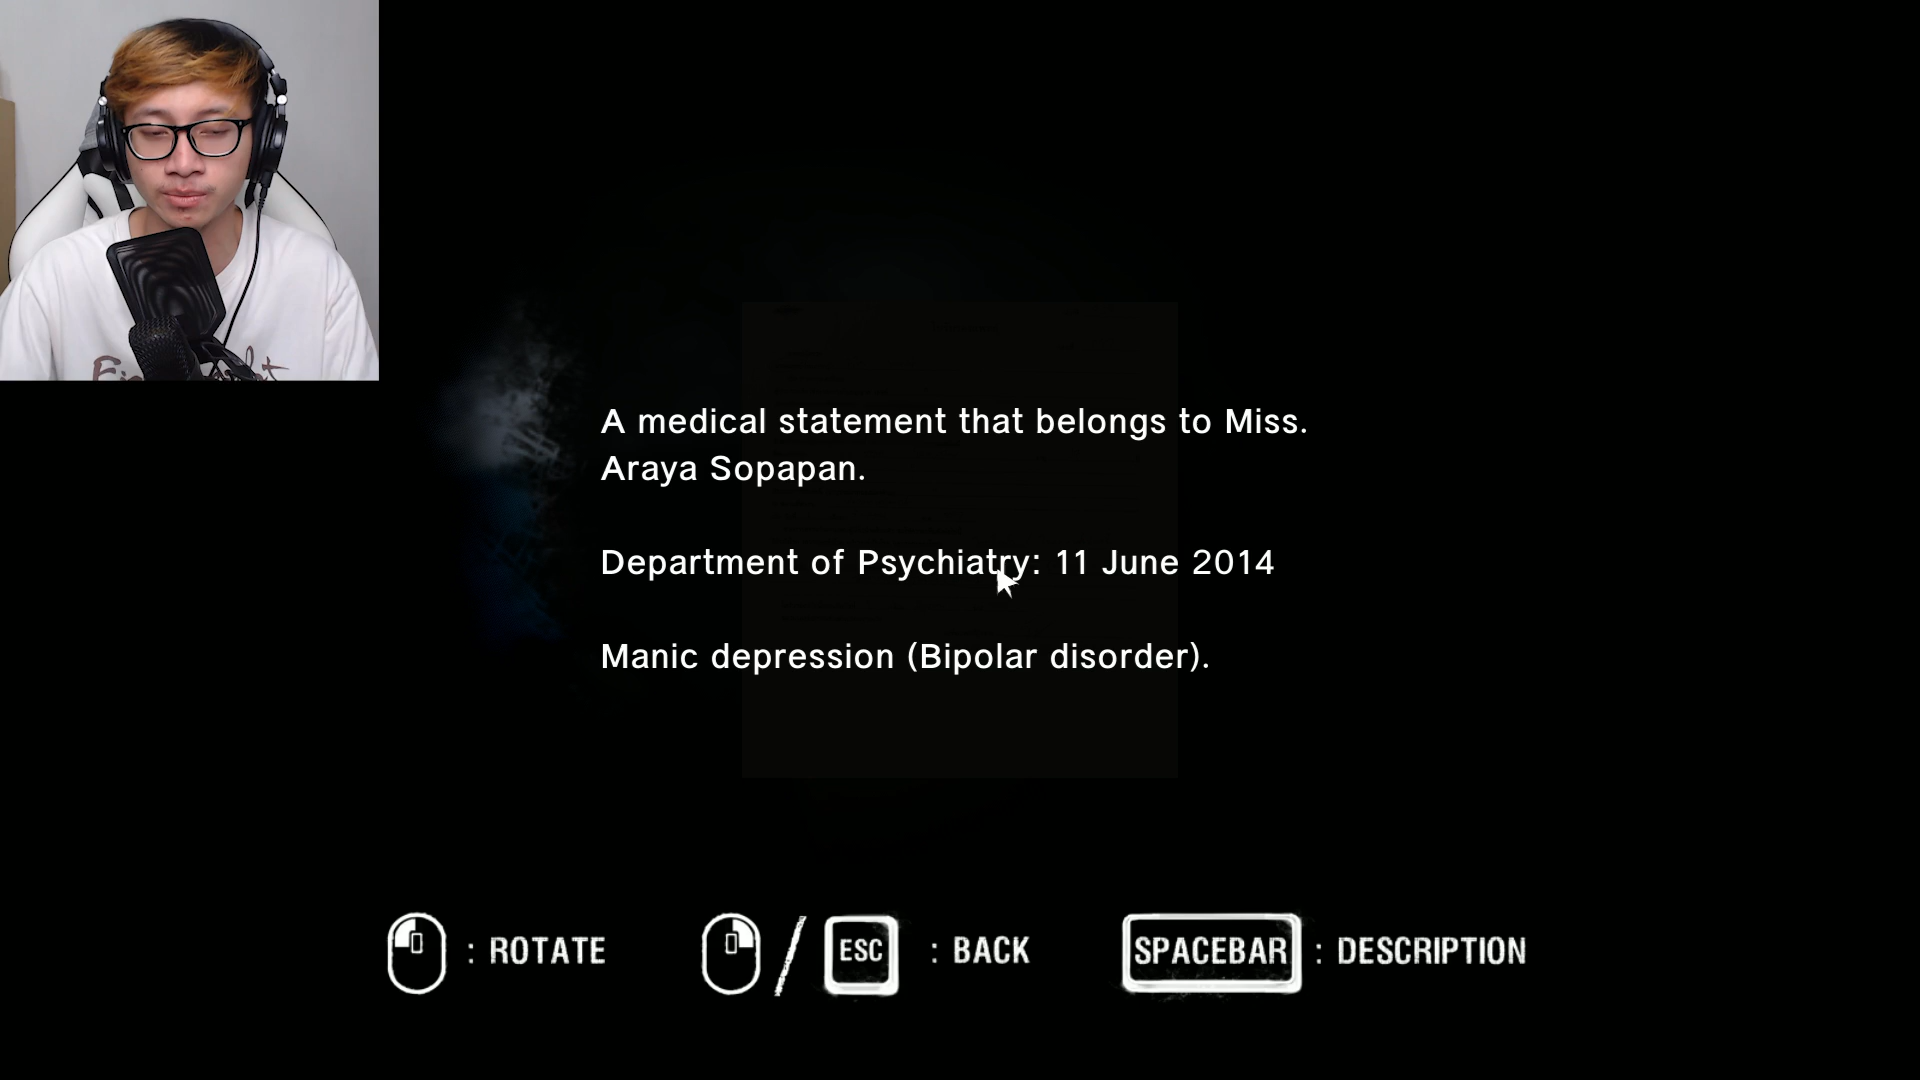 A medical statement that belongs to Miss.
Araya Sopapan.
Department of Psychiatry: 11 June 2014
Manic depression (Bipolar disorder).
: ROTATE
ESC : BACK
SPACEBAR : DESCRIPTION